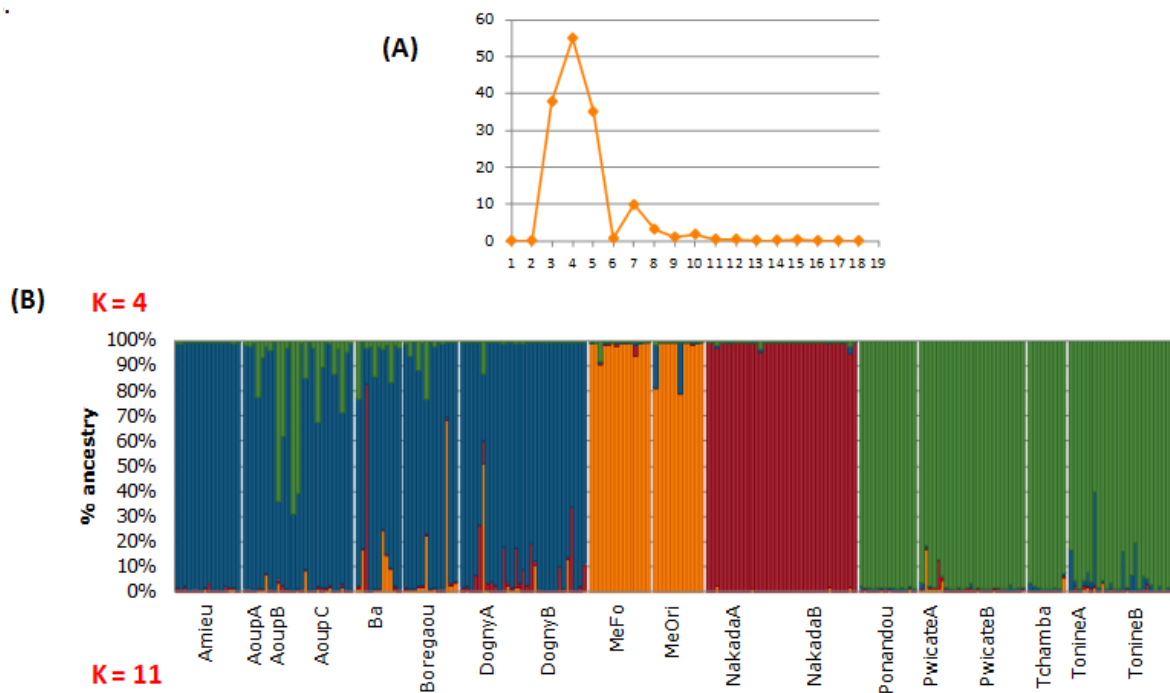 .
(A)
60
50
40
30
20
10
0
1 2 3 4 5 6 7 8 9 10 11 12 13 14 15 16 17 18 19
(B)
K = 4
100%
90%
80%
70%
60%
50%
40%
30%
20%
10%
0%
% ancestry
Amieu AoupA AoupB AoupC Ba Boregaou DognyA DognyB MeFo MeOri NakadaA NakadaB Ponandou PwicateA PwicateB Tchamba TonineA TonineB
K = 11